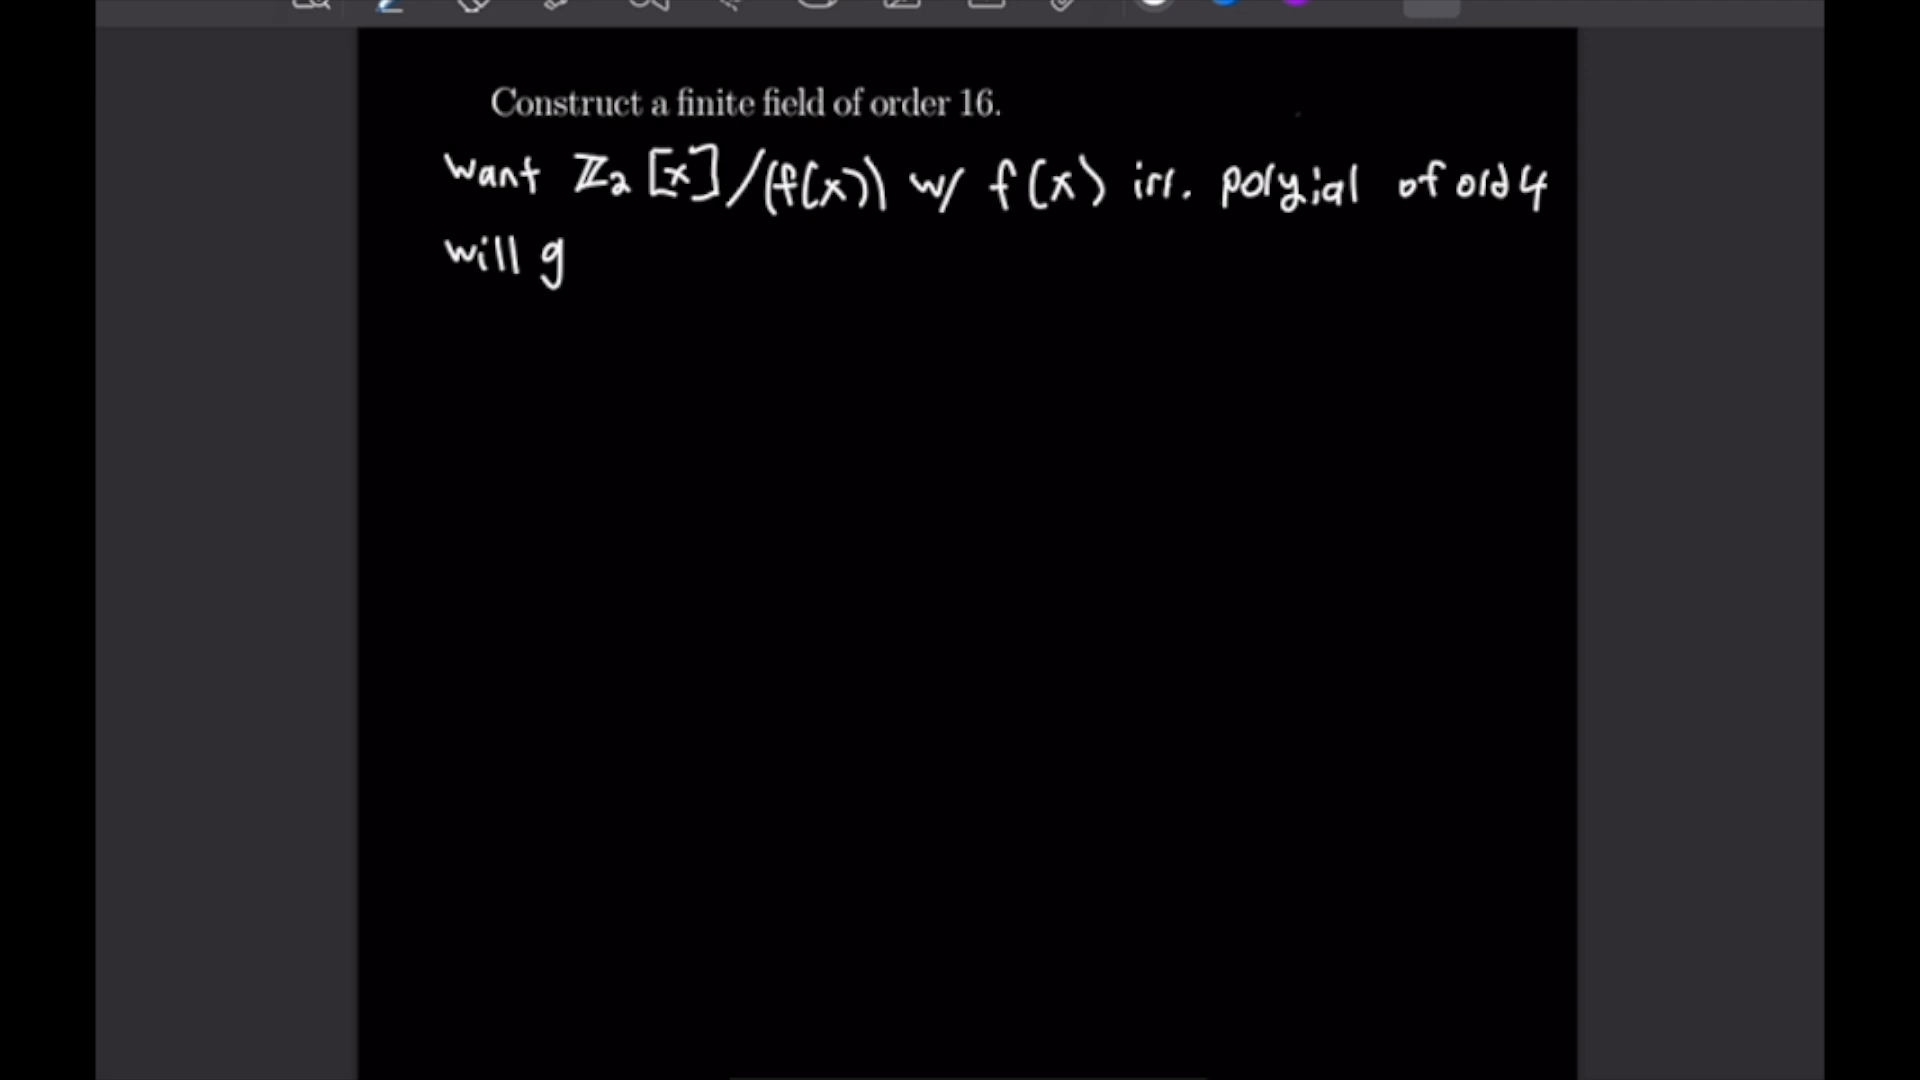 Construct a finite field of order 16.
want ℤ₂[x]/(f(x)) w/ f(x) irr. polyial of ord 4
will g